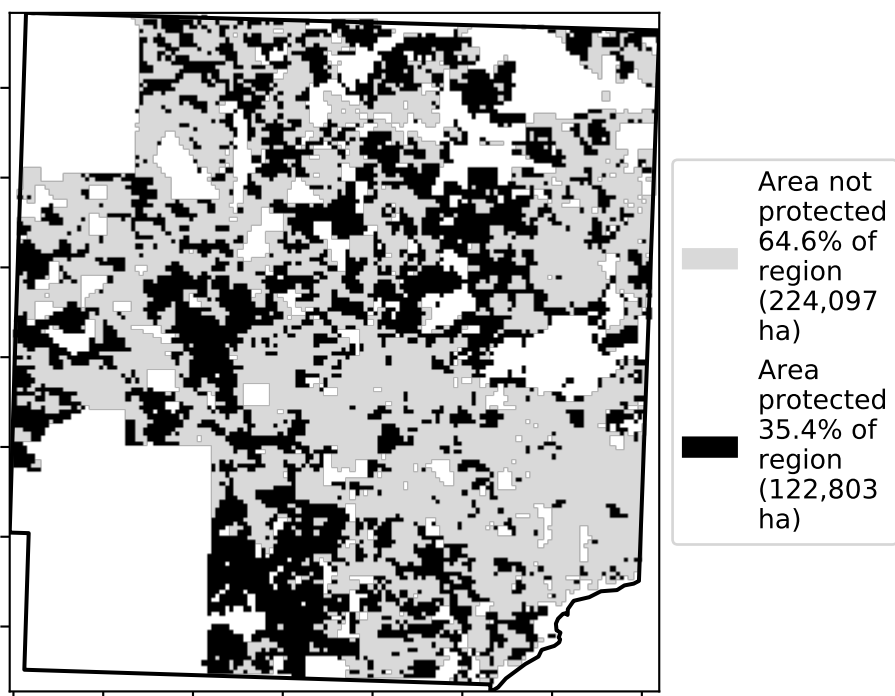 Area not
protected
64.6% of
region
(224,097
ha)
Area
protected
35.4% of
region
(122,803
ha)